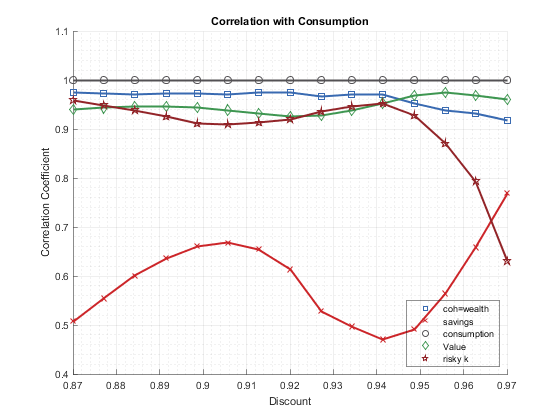 Correlation with Consumption
1.1
1
0.9
0.8
0.7
0.6
0.5
0.4
Correlation Coefficient
0.87 0.88 0.89 0.9 0.91 0.92 0.93 0.94 0.95 0.96 0.97
Discount
coh=wealth
savings
consumption
Value
risky k